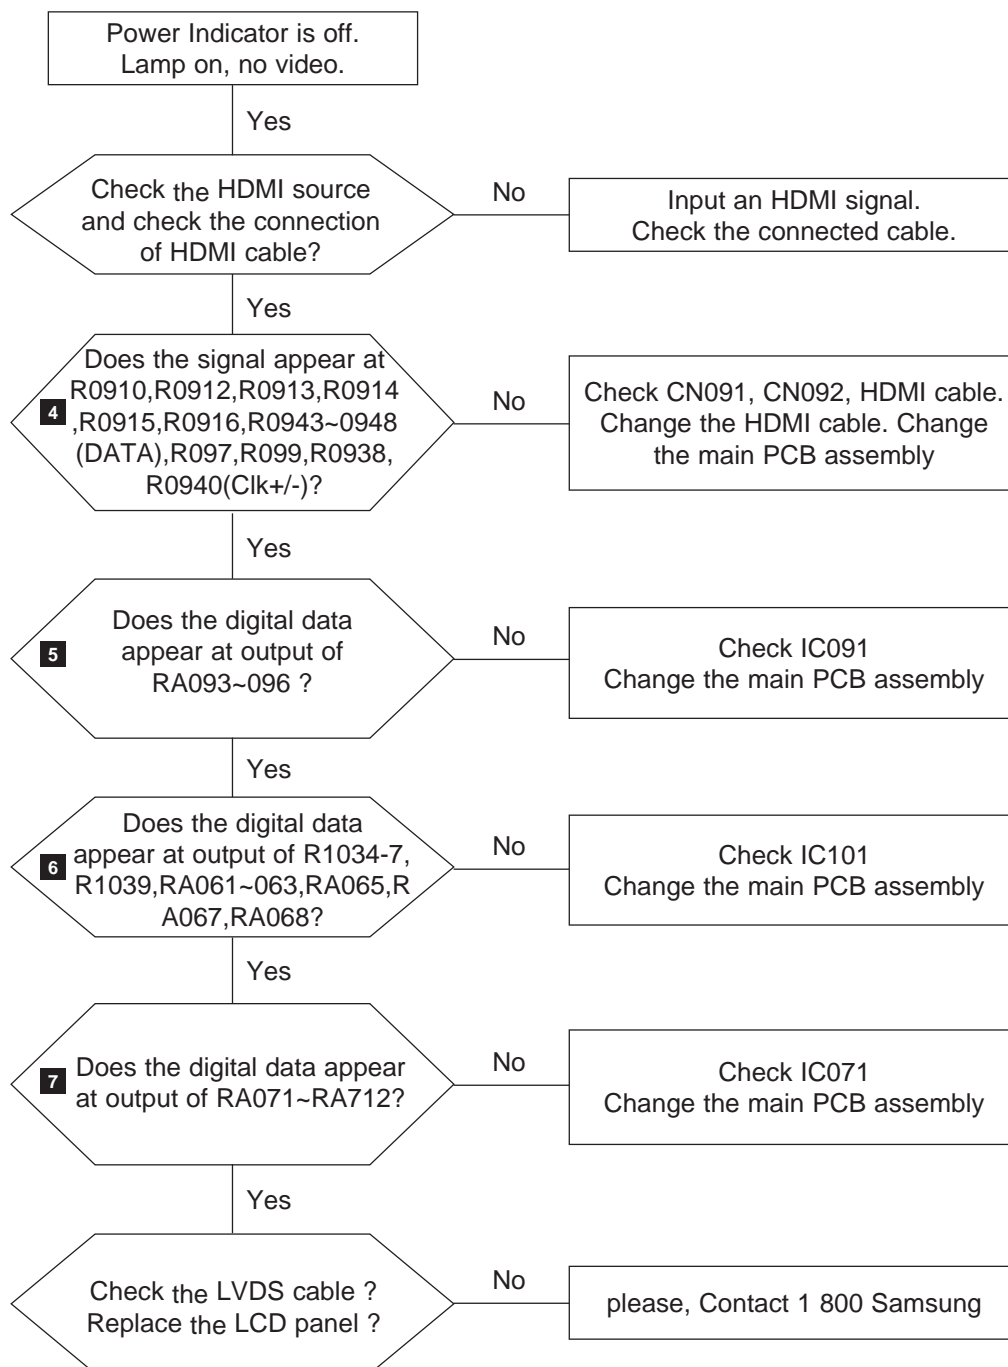 Power Indicator is off.
Lamp on, no video.
Yes
Check the HDMI source
and check the connection
of HDMI cable?
No
Input an HDMI signal.
Check the connected cable.
Yes
4
Does the signal appear at
R0910,R0912,R0913,R0914
,R0915,R0916,R0943~0948
(DATA),R097,R099,R0938,
R0940(Clk+/-)?
No
Check CN091, CN092, HDMI cable.
Change the HDMI cable. Change
the main PCB assembly
Yes
5
Does the digital data
appear at output of
RA093~096 ?
No
Check IC091
Change the main PCB assembly
Yes
6
Does the digital data
appear at output of R1034-7,
R1039,RA061~063,RA065,R
A067,RA068?
No
Check IC101
Change the main PCB assembly
Yes
7
Does the digital data appear
at output of RA071~RA712?
No
Check IC071
Change the main PCB assembly
Yes
Check the LVDS cable ?
Replace the LCD panel ?
No
please, Contact 1 800 Samsung